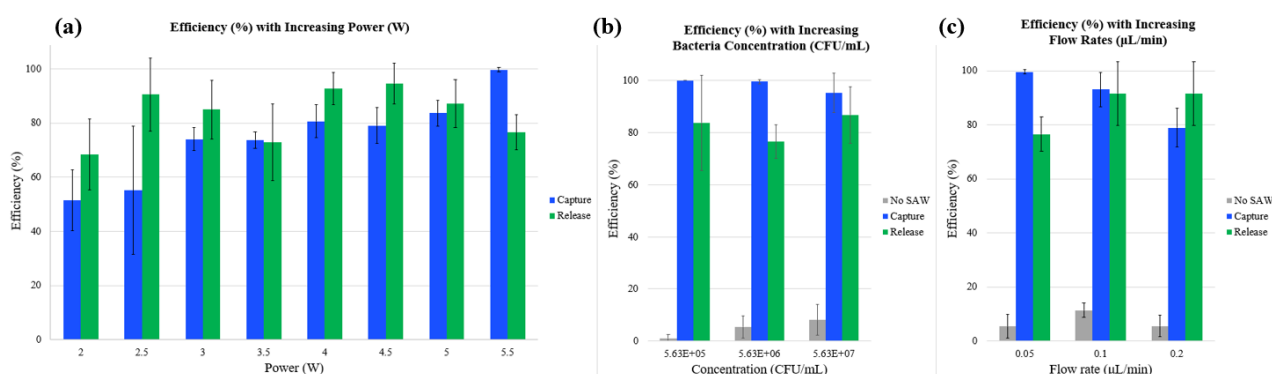 (a)
Efficiency (%) with Increasing Power (W)
Efficiency (%)
100
80
60
40
20
0
2 2.5 3 3.5 4 4.5 5 5.5
Power (W)
Capture
Release
(b)
Efficiency (%) with Increasing
Bacteria Concentration (CFU/mL)
Efficiency (%)
100
80
60
40
20
0
5.63E+05 5.63E+06 5.63E+07
Concentration (CFU/mL)
No SAW
Capture
Release
(c)
Efficiency (%) with Increasing
Flow Rates (µL/min)
Efficiency (%)
100
80
60
40
20
0
0.05 0.1 0.2
Flow rate (µL/min)
No SAW
Capture
Release